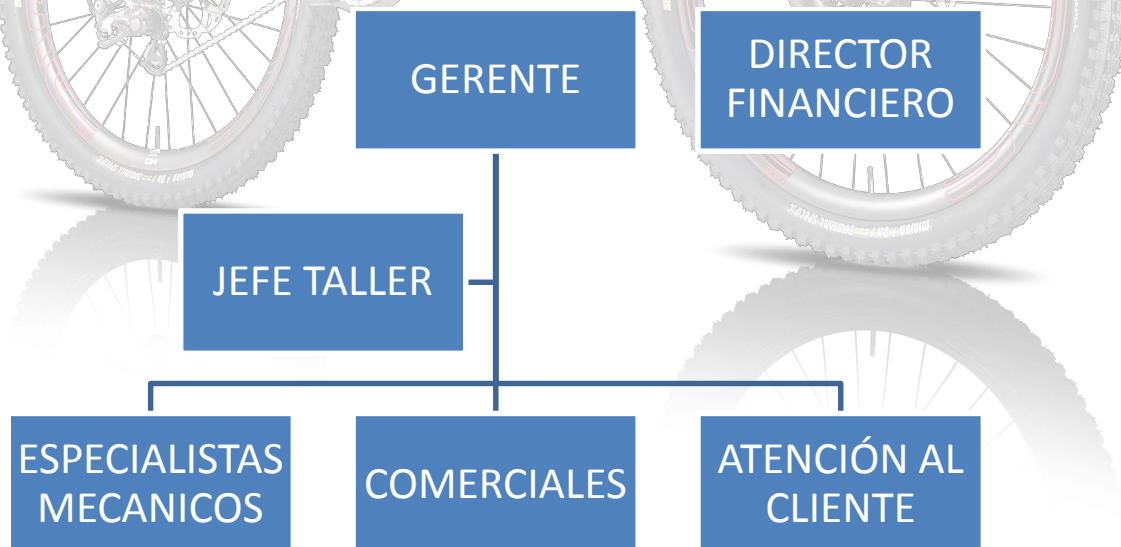 GERENTE
DIRECTOR
FINANCIERO
JEFE TALLER
ESPECIALISTAS
MECANICOS
COMERCIALES
ATENCIÓN AL
CLIENTE